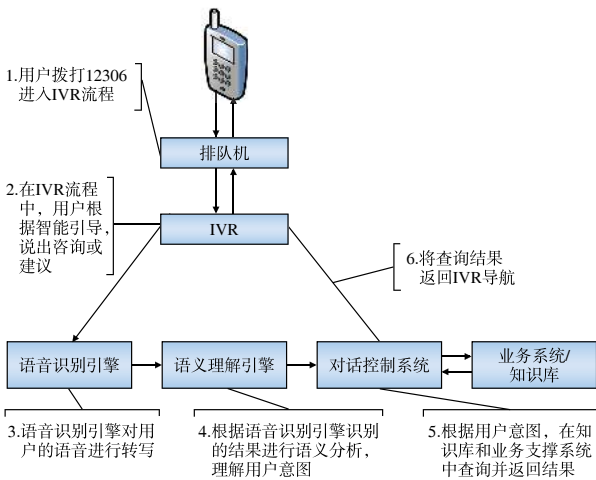 1.用户拨打12306
进入IVR流程
排队机
2.在IVR流程
中，用户根
据智能引导，
说出咨询或
建议
IVR
6.将查询结果
返回IVR导航
语音识别引擎
语义理解引擎
对话控制系统
业务系统/
知识库
3.语音识别引擎对用
户的语音进行转写
4.根据语音识别引擎识别
的结果进行语义分析，
理解用户意图
5.根据用户意图，在知
识库和业务支撑系统
中查询并返回结果